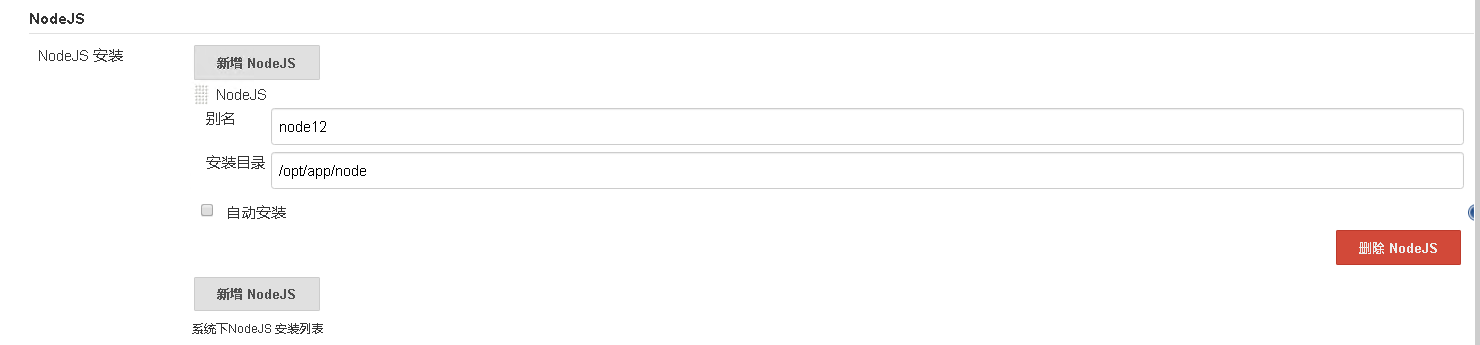 NodeJS
NodeJS 安装
新增 NodeJS
NodeJS
别名
node12
安装目录
/opt/app/node
自动安装
删除 NodeJS
新增 NodeJS
系统下NodeJS 安装列表